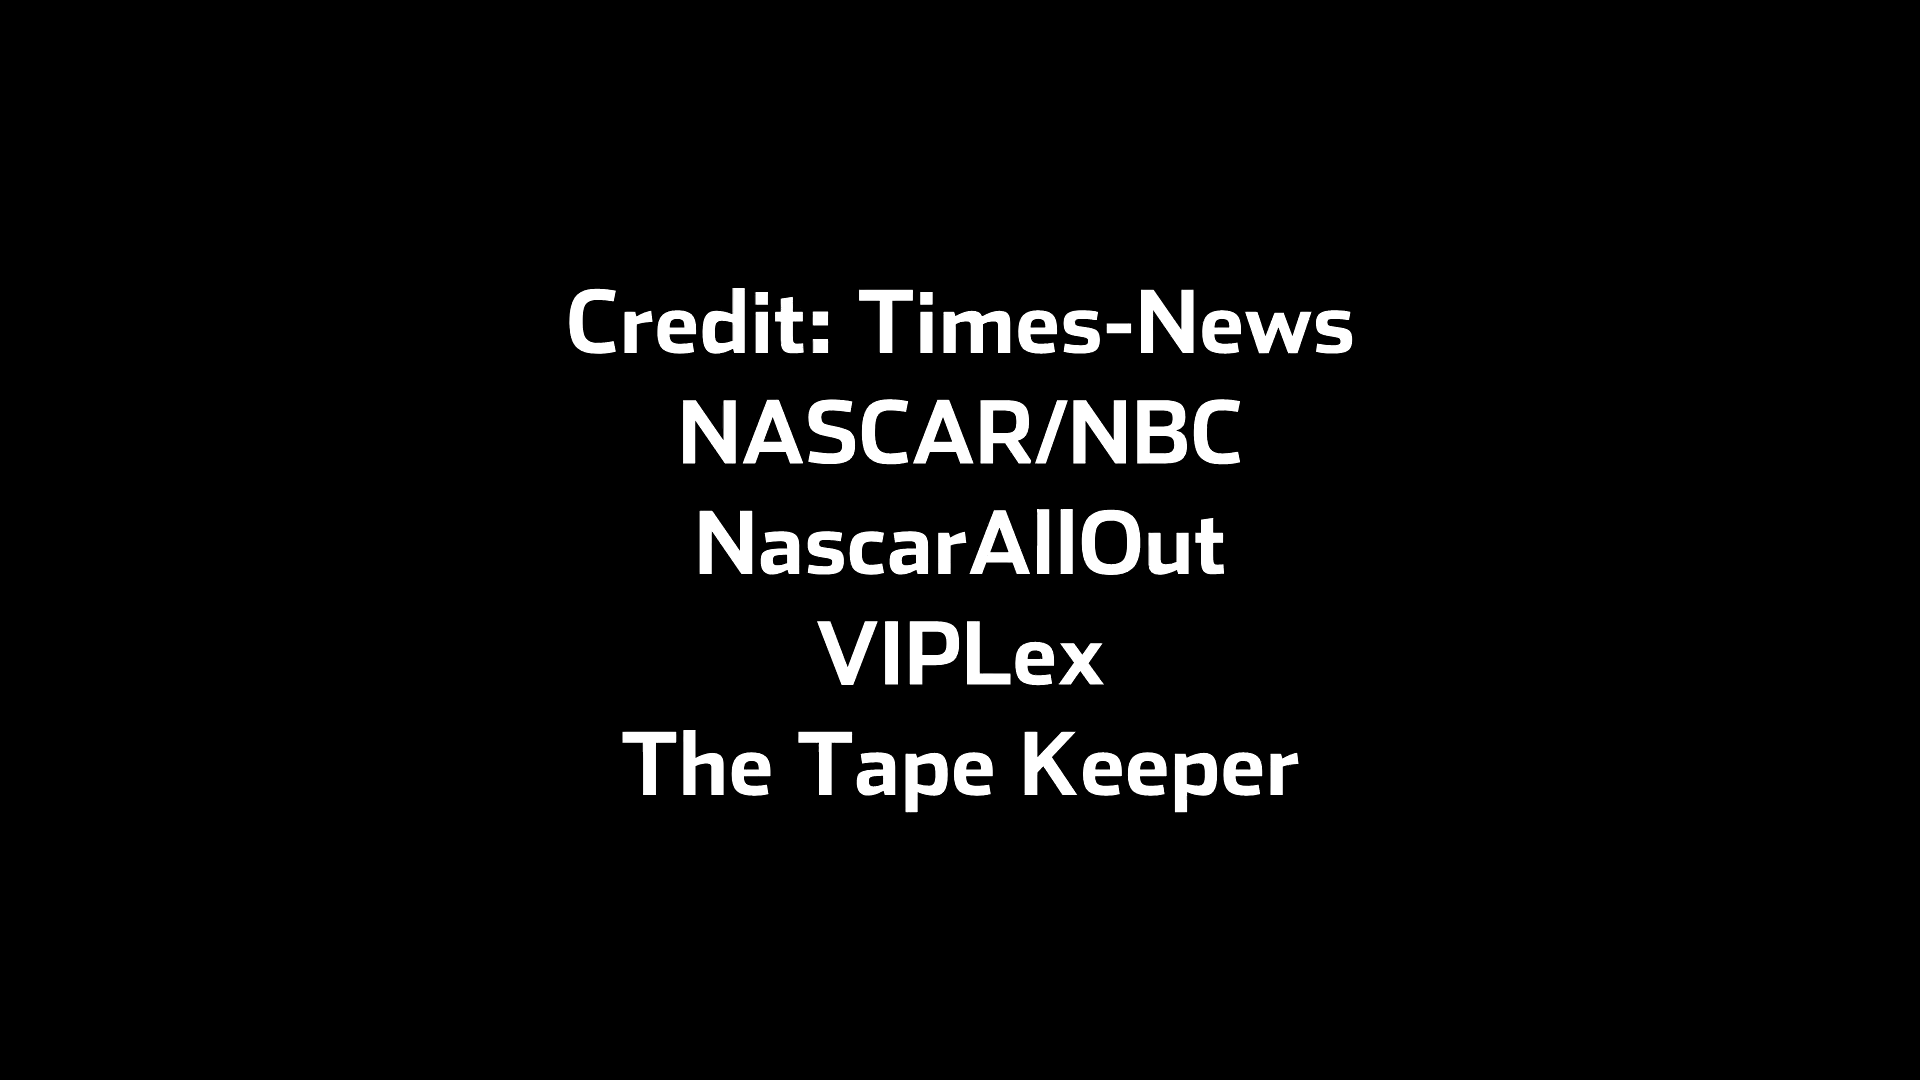 Credit: Times-News
NASCAR/NBC
NascarAllOut
VIPLex
The Tape Keeper